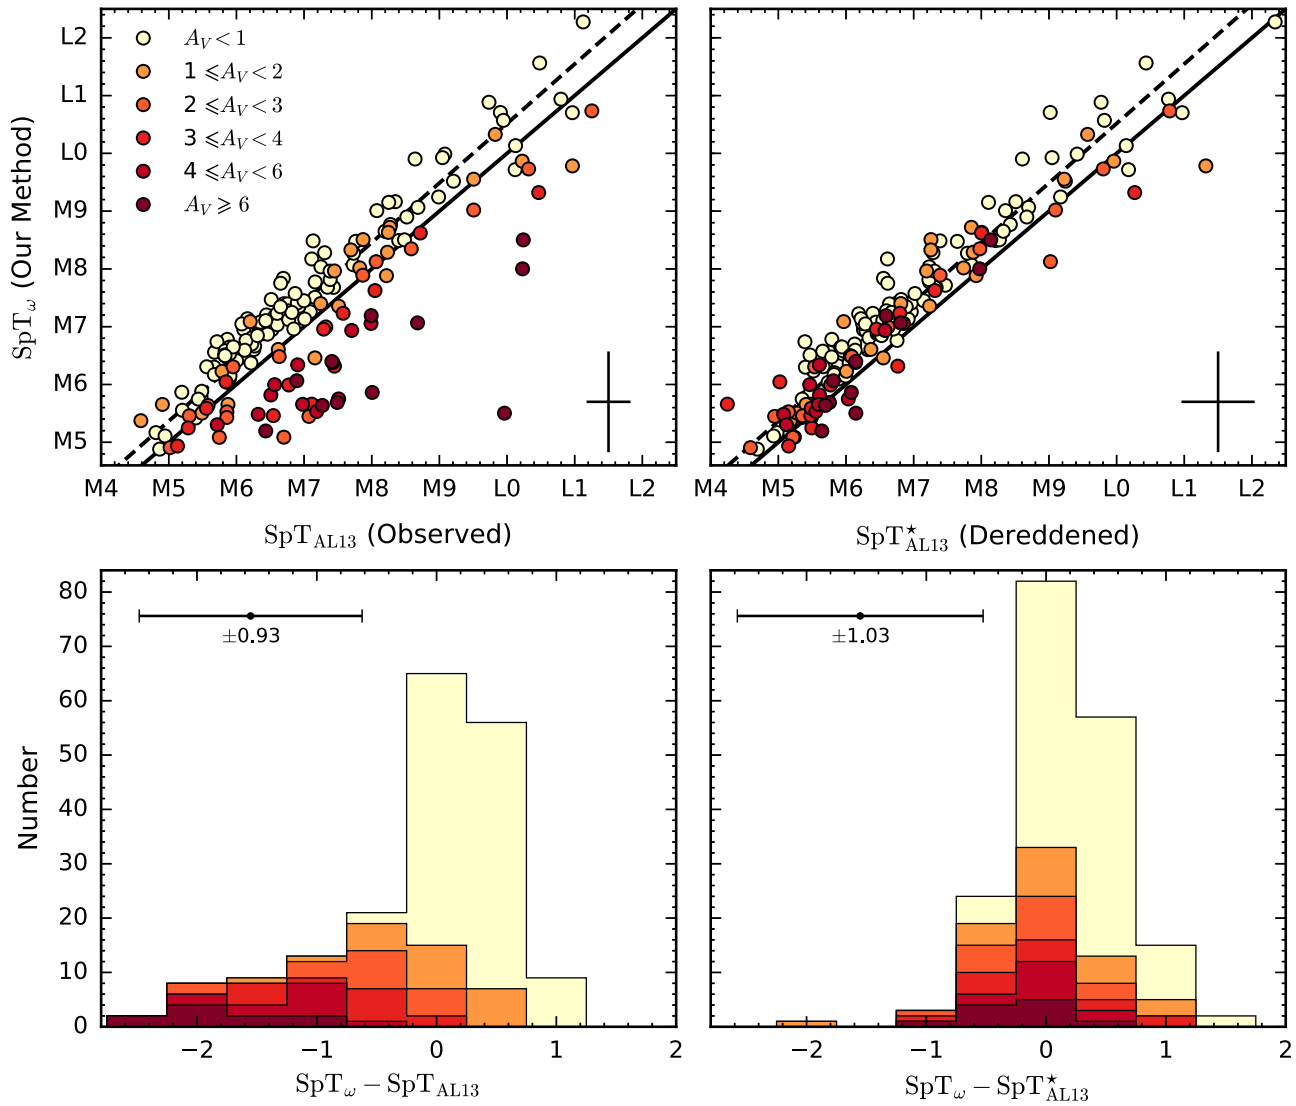 L2
L1
L0
M9
M8
M7
M6
M5
SpT_ω (Our Method)
A_V < 1
1 ⩽ A_V < 2
2 ⩽ A_V < 3
3 ⩽ A_V < 4
4 ⩽ A_V < 6
A_V ⩾ 6
M4 M5 M6 M7 M8 M9 L0 L1 L2
SpT_AL13 (Observed)
M4 M5 M6 M7 M8 M9 L0 L1 L2
SpT★_AL13 (Dereddened)
80
70
60
50
40
30
20
10
0
Number
±0.93
−2 −1 0 1 2
SpT_ω − SpT_AL13
±1.03
−2 −1 0 1 2
SpT_ω − SpT★_AL13